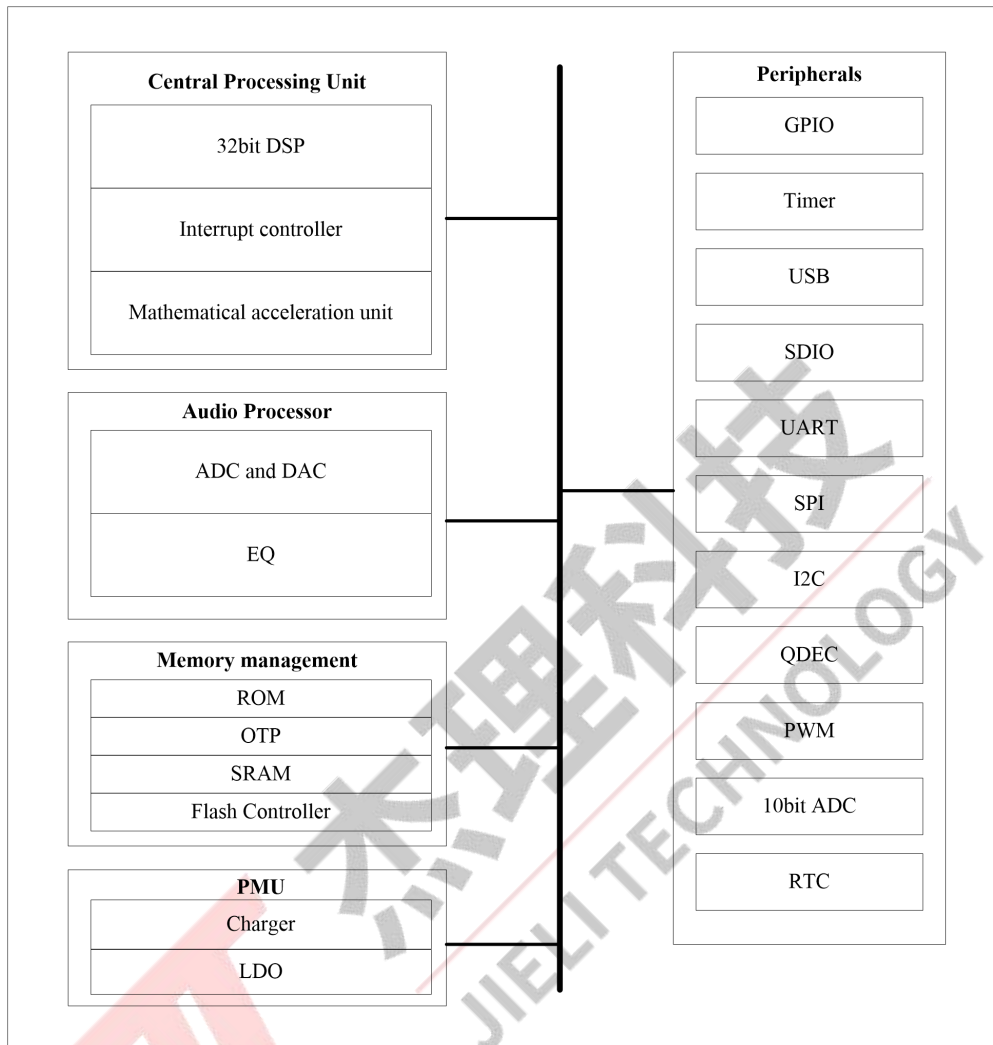 Central Processing Unit
32bit DSP
Interrupt controller
Mathematical acceleration unit
Audio Processor
ADC and DAC
EQ
Memory management
ROM
OTP
SRAM
Flash Controller
PMU
Charger
LDO
Peripherals
GPIO
Timer
USB
SDIO
UART
SPI
I2C
QDEC
PWM
10bit ADC
RTC
杰理科技
JIELI TECHNOLOGY